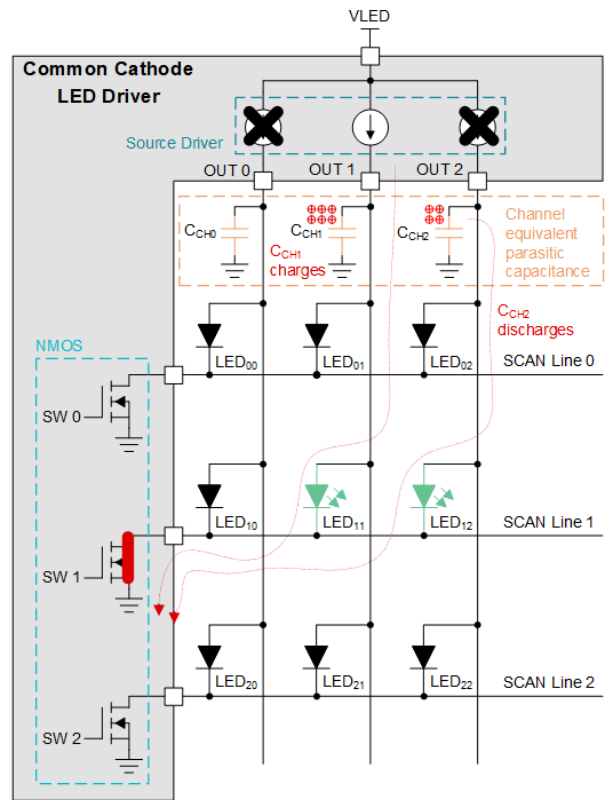 VLED
Common Cathode
LED Driver
Source Driver
OUT 0
OUT 1
OUT 2
CCH0
CCH1
CCH2
Channel
equivalent
parasitic
capacitance
CCH1
charges
CCH2
discharges
NMOS
LED00
LED01
LED02
SCAN Line 0
SW 0
LED10
LED11
LED12
SCAN Line 1
SW 1
LED20
LED21
LED22
SCAN Line 2
SW 2